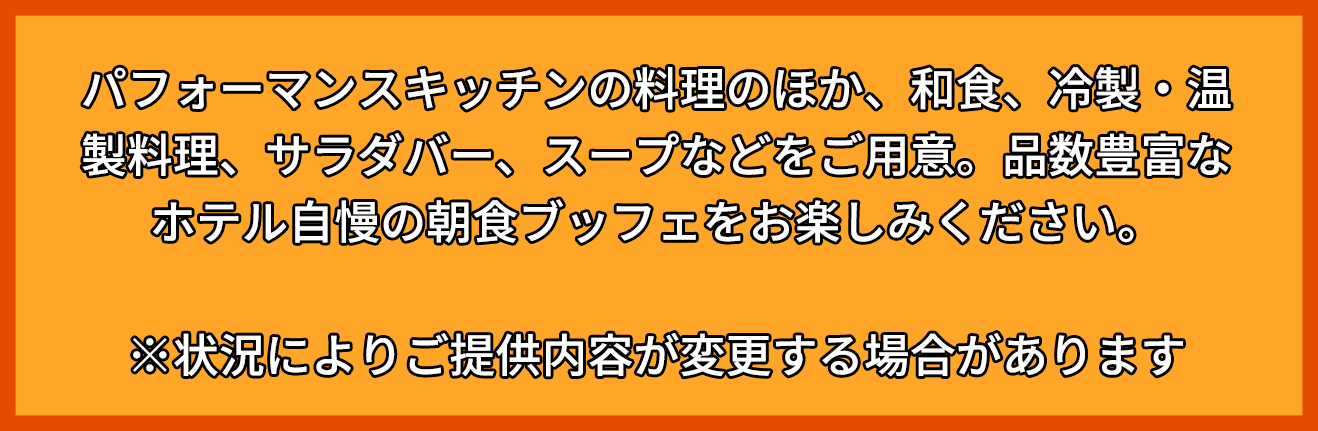 パフォーマンスキッチンの料理のほか、和食、冷製・温
製料理、サラダバー、スープなどをご用意。品数豊富な
ホテル自慢の朝食ブッフェをお楽しみください。
※状況によりご提供内容が変更する場合があります